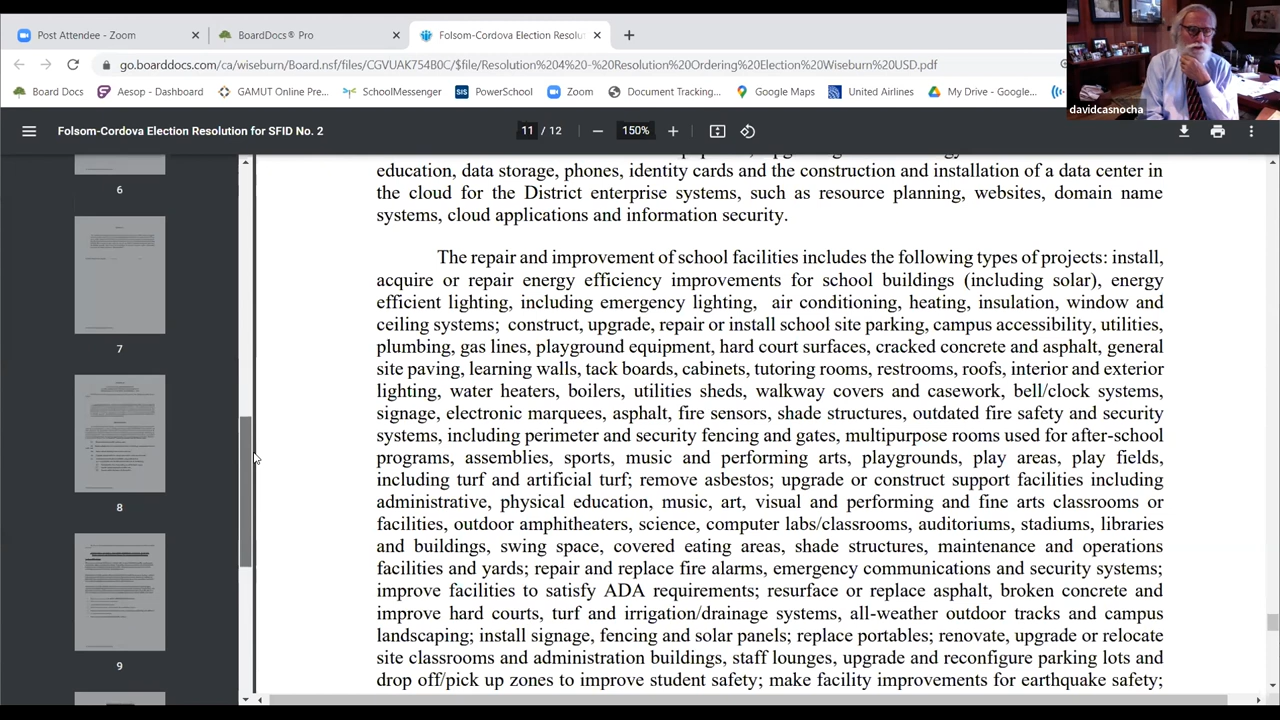 Post Attendee - Zoom
BoardDocs® Pro
Folsom-Cordova Election Resolu
go.boarddocs.com/ca/wiseburn/Board.nsf/files/CGVUAK754B0C/$file/Resolution%204%20-%20Resolution%20Ordering%20Election%20Wiseburn%20USD.pdf
Board Docs
Aesop - Dashboard
GAMUT Online Pre...
SchoolMessenger
SIS PowerSchool
Zoom
Document Tracking...
Google Maps
United Airlines
My Drive - Google...
davidcasnocha
Folsom-Cordova Election Resolution for SFID No. 2
11 / 12
150%
6
7
8
9
education, data storage, phones, identity cards and the construction and installation of a data center in
the cloud for the District enterprise systems, such as resource planning, websites, domain name
systems, cloud applications and information security.
The repair and improvement of school facilities includes the following types of projects: install,
acquire or repair energy efficiency improvements for school buildings (including solar), energy
efficient lighting, including emergency lighting, air conditioning, heating, insulation, window and
ceiling systems; construct, upgrade, repair or install school site parking, campus accessibility, utilities,
plumbing, gas lines, playground equipment, hard court surfaces, cracked concrete and asphalt, general
site paving, learning walls, tack boards, cabinets, tutoring rooms, restrooms, roofs, interior and exterior
lighting, water heaters, boilers, utilities sheds, walkway covers and casework, bell/clock systems,
signage, electronic marquees, asphalt, fire sensors, shade structures, outdated fire safety and security
systems, including perimeter and security fencing and gates, multipurpose rooms used for after-school
programs, assemblies, sports, music and performing arts, playgrounds, play areas, play fields,
including turf and artificial turf; remove asbestos; upgrade or construct support facilities including
administrative, physical education, music, art, visual and performing and fine arts classrooms or
facilities, outdoor amphitheaters, science, computer labs/classrooms, auditoriums, stadiums, libraries
and buildings, swing space, covered eating areas, shade structures, maintenance and operations
facilities and yards; repair and replace fire alarms, emergency communications and security systems;
improve facilities to satisfy ADA requirements; resurface or replace asphalt, broken concrete and
improve hard courts, turf and irrigation/drainage systems, all-weather outdoor tracks and campus
landscaping; install signage, fencing and solar panels; replace portables; renovate, upgrade or relocate
site classrooms and administration buildings, staff lounges, upgrade and reconfigure parking lots and
drop off/pick up zones to improve student safety; make facility improvements for earthquake safety;